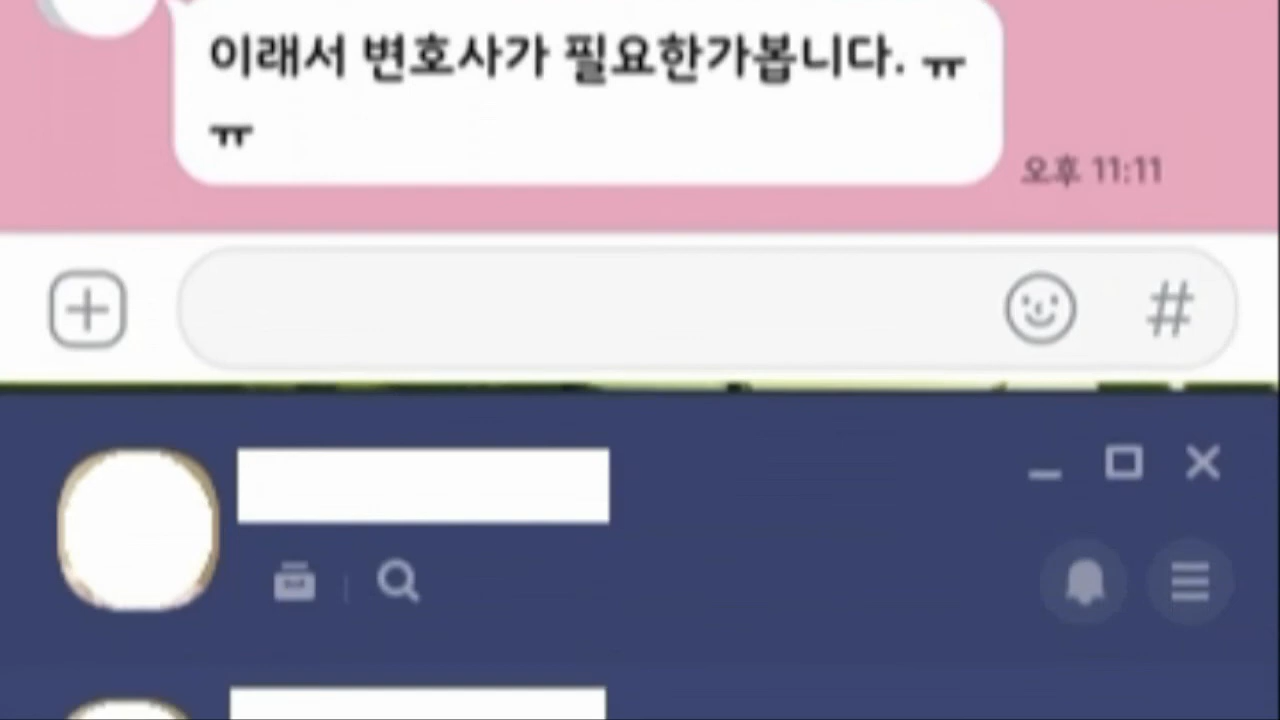 이래서 변호사가 필요한가봅니다. ㅠ
ㅠ
오후 11:11
#